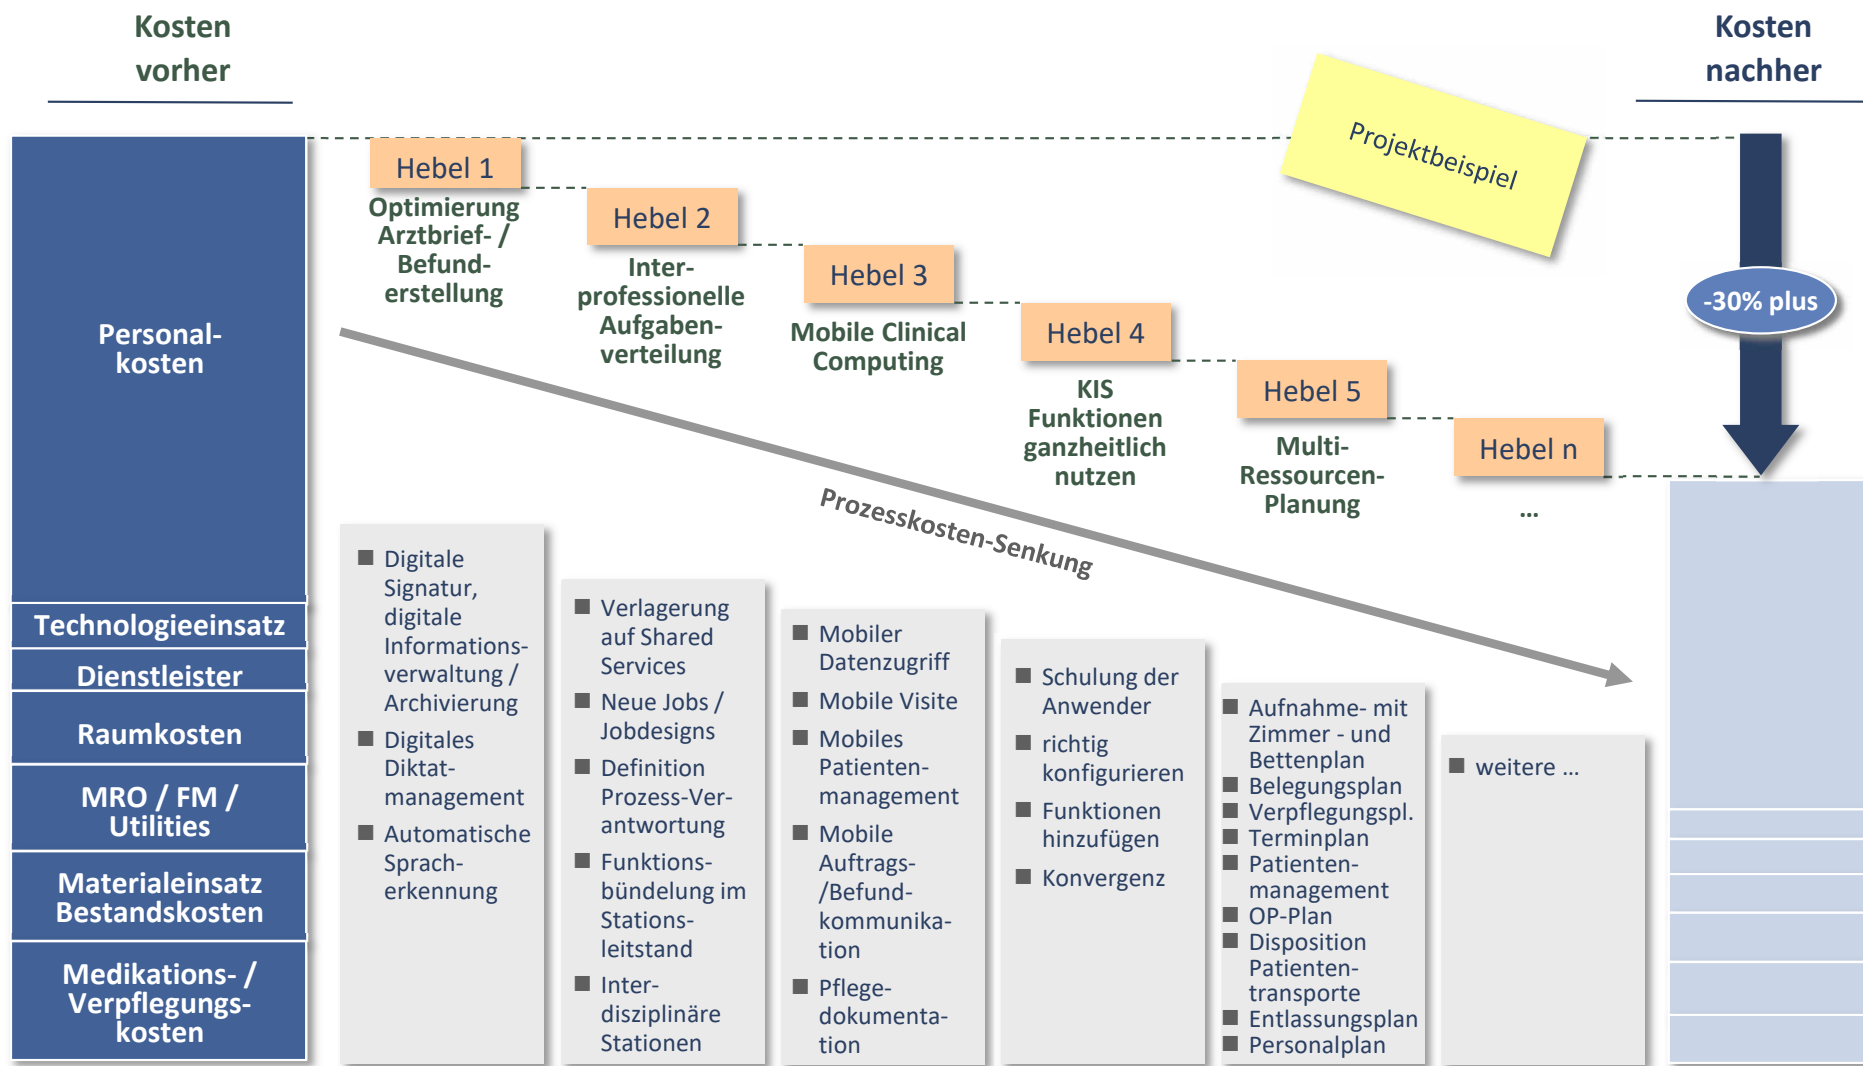 Kosten
vorher
Kosten
nachher
Projektbeispiel
Hebel 1
Optimierung
Arztbrief- /
Befund-
erstellung
Hebel 2
Inter-
professionelle
Aufgaben-
verteilung
Hebel 3
Mobile Clinical
Computing
Hebel 4
KIS
Funktionen
ganzheitlich
nutzen
Hebel 5
Multi-
Ressourcen-
Planung
Hebel n
...
-30% plus
Prozesskosten-Senkung
Personal-
kosten
Technologieeinsatz
Dienstleister
Raumkosten
MRO / FM /
Utilities
Materialeinsatz
Bestandskosten
Medikations- /
Verpflegungs-
kosten
Digitale
Signatur,
digitale
Informations-
verwaltung /
Archivierung
Digitales
Diktat-
management
Automatische
Sprach-
erkennung
Verlagerung
auf Shared
Services
Neue Jobs /
Jobdesigns
Definition
Prozess-Ver-
antwortung
Funktions-
bündelung im
Stations-
leitstand
Inter-
disziplinäre
Stationen
Mobiler
Datenzugriff
Mobile Visite
Mobiles
Patienten-
management
Mobile
Auftrags-
/Befund-
kommunika-
tion
Pflege-
dokumenta-
tion
Schulung der
Anwender
richtig
konfigurieren
Funktionen
hinzufügen
Konvergenz
Aufnahme- mit
Zimmer - und
Bettenplan
Belegungsplan
Verpflegungspl.
Terminplan
Patienten-
management
OP-Plan
Disposition
Patienten-
transporte
Entlassungsplan
Personalplan
weitere ...